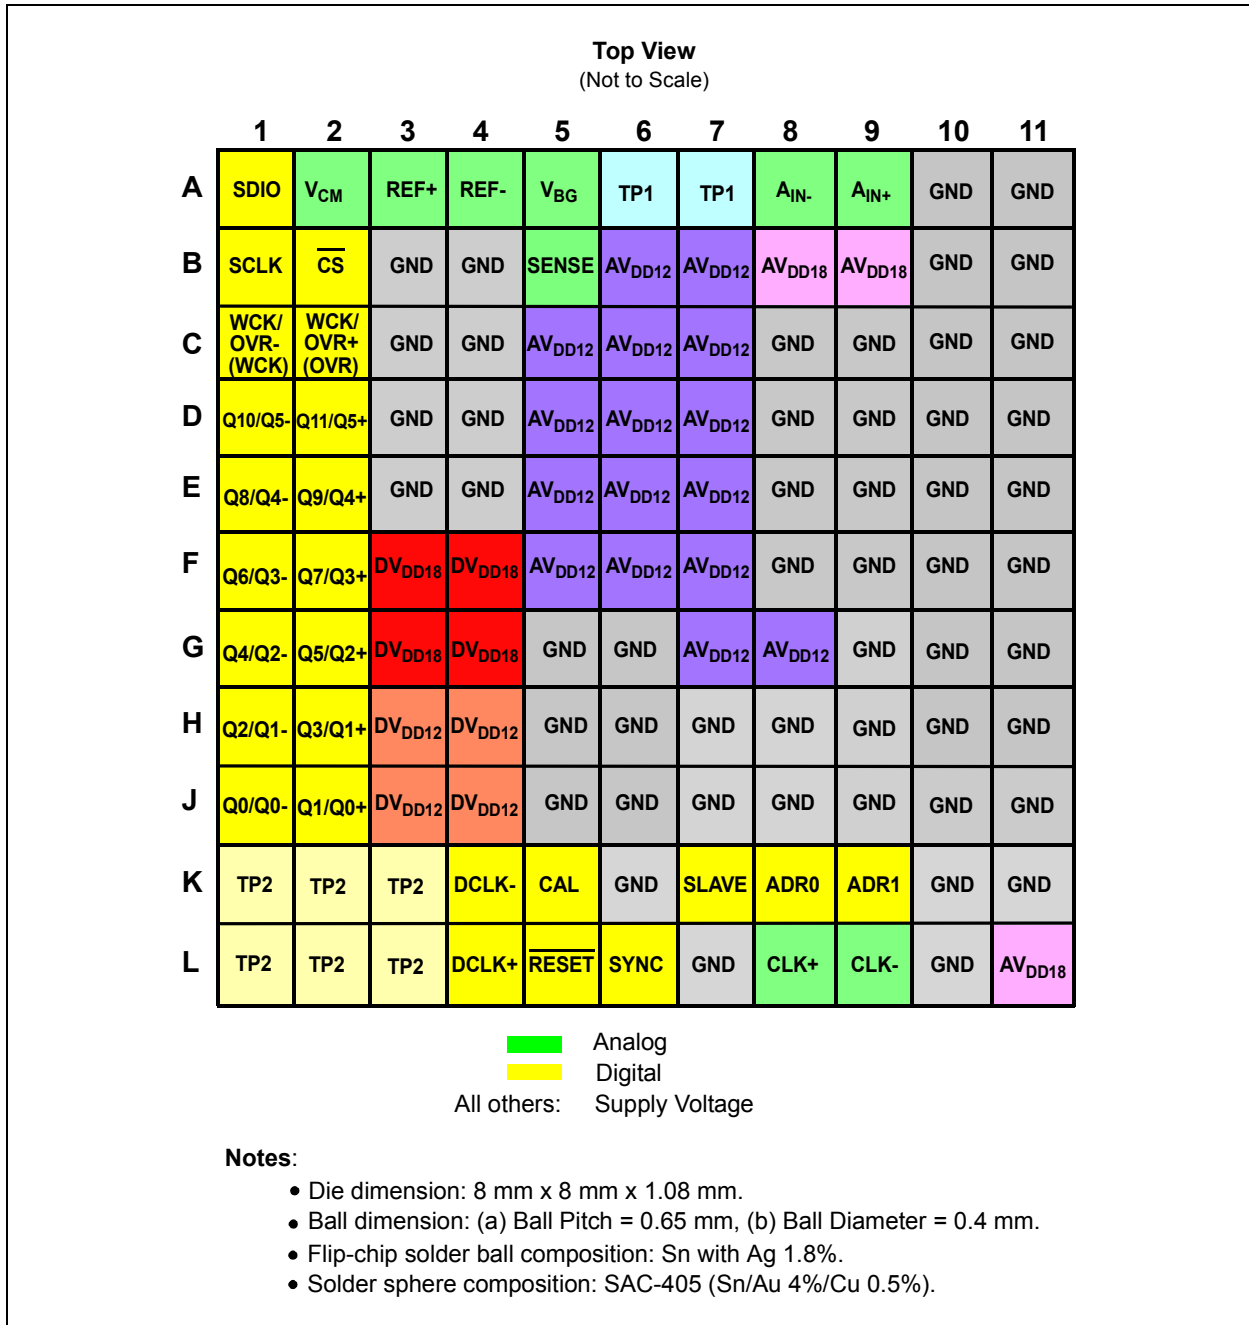 Top View
(Not to Scale)
1 2 3 4 5 6 7 8 9 10 11
A SDIO VCM REF+ REF- VBG TP1 TP1 AIN- AIN+ GND GND
B SCLK C̅S̅ GND GND SENSE AVDD12 AVDD12 AVDD18 AVDD18 GND GND
C WCK/OVR-(WCK) WCK/OVR+(OVR) GND GND AVDD12 AVDD12 AVDD12 GND GND GND GND
D Q10/Q5- Q11/Q5+ GND GND AVDD12 AVDD12 AVDD12 GND GND GND GND
E Q8/Q4- Q9/Q4+ GND GND AVDD12 AVDD12 AVDD12 GND GND GND GND
F Q6/Q3- Q7/Q3+ DVDD18 DVDD18 AVDD12 AVDD12 AVDD12 GND GND GND GND
G Q4/Q2- Q5/Q2+ DVDD18 DVDD18 GND GND AVDD12 AVDD12 GND GND GND
H Q2/Q1- Q3/Q1+ DVDD12 DVDD12 GND GND GND GND GND GND GND
J Q0/Q0- Q1/Q0+ DVDD12 DVDD12 GND GND GND GND GND GND GND
K TP2 TP2 TP2 DCLK- CAL GND SLAVE ADR0 ADR1 GND GND
L TP2 TP2 TP2 DCLK+ R̅E̅S̅E̅T̅ SYNC GND CLK+ CLK- GND AVDD18
Analog
Digital
All others: Supply Voltage
Notes:
• Die dimension: 8 mm x 8 mm x 1.08 mm.
• Ball dimension: (a) Ball Pitch = 0.65 mm, (b) Ball Diameter = 0.4 mm.
• Flip-chip solder ball composition: Sn with Ag 1.8%.
• Solder sphere composition: SAC-405 (Sn/Au 4%/Cu 0.5%).